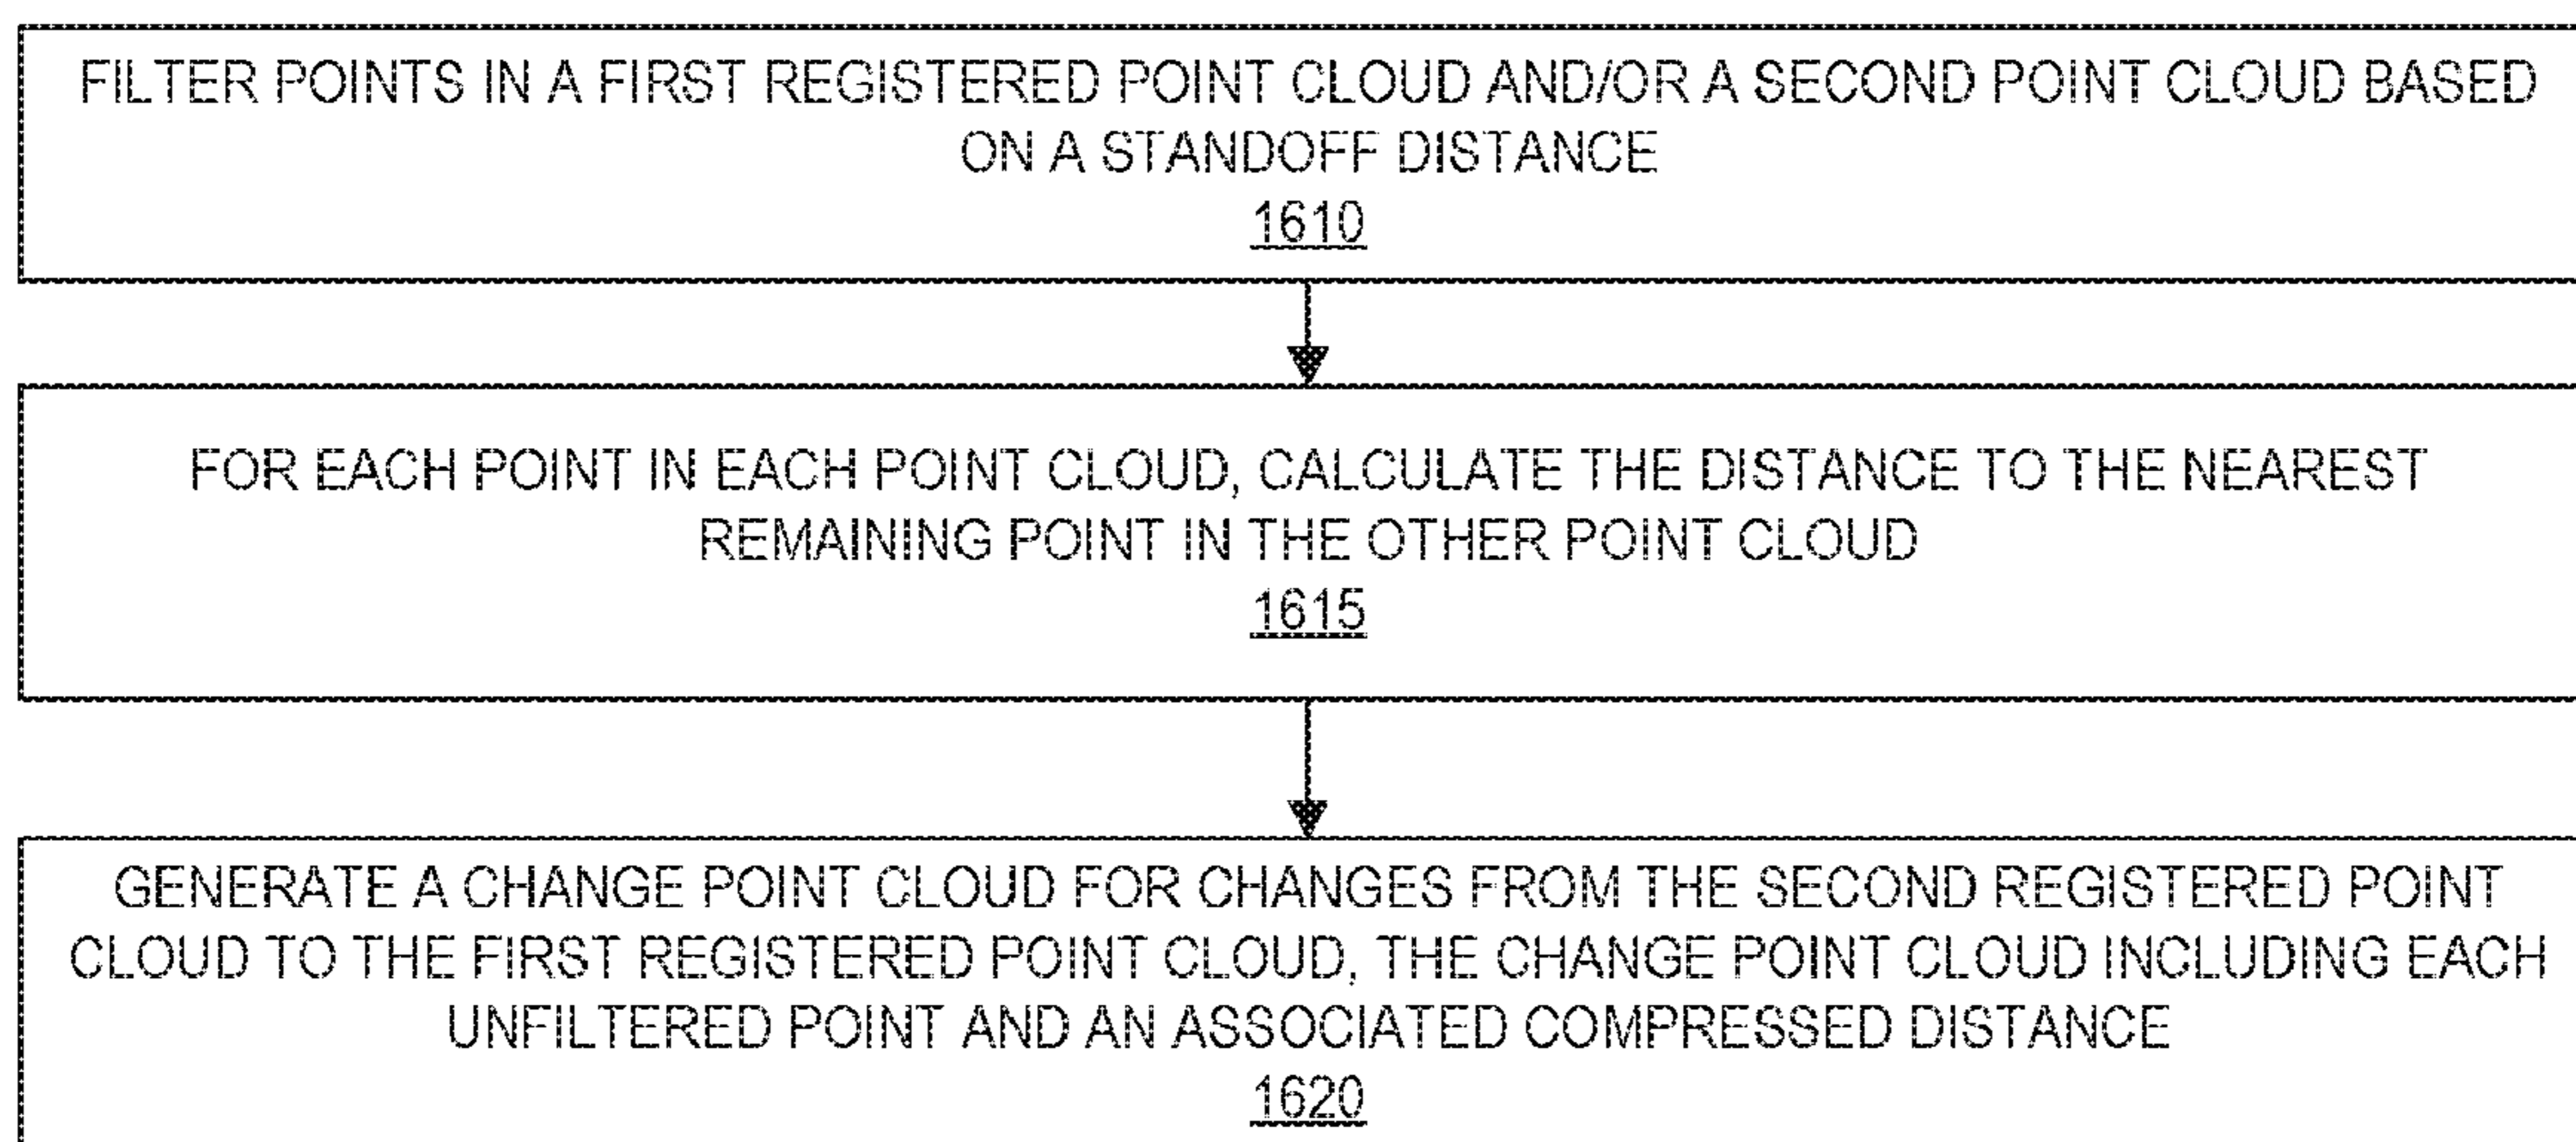 FILTER POINTS IN A FIRST REGISTERED POINT CLOUD AND/OR A SECOND POINT CLOUD BASED
ON A STANDOFF DISTANCE
1610
FOR EACH POINT IN EACH POINT CLOUD, CALCULATE THE DISTANCE TO THE NEAREST
REMAINING POINT IN THE OTHER POINT CLOUD
1615
GENERATE A CHANGE POINT CLOUD FOR CHANGES FROM THE SECOND REGISTERED POINT
CLOUD TO THE FIRST REGISTERED POINT CLOUD, THE CHANGE POINT CLOUD INCLUDING EACH
UNFILTERED POINT AND AN ASSOCIATED COMPRESSED DISTANCE
1620